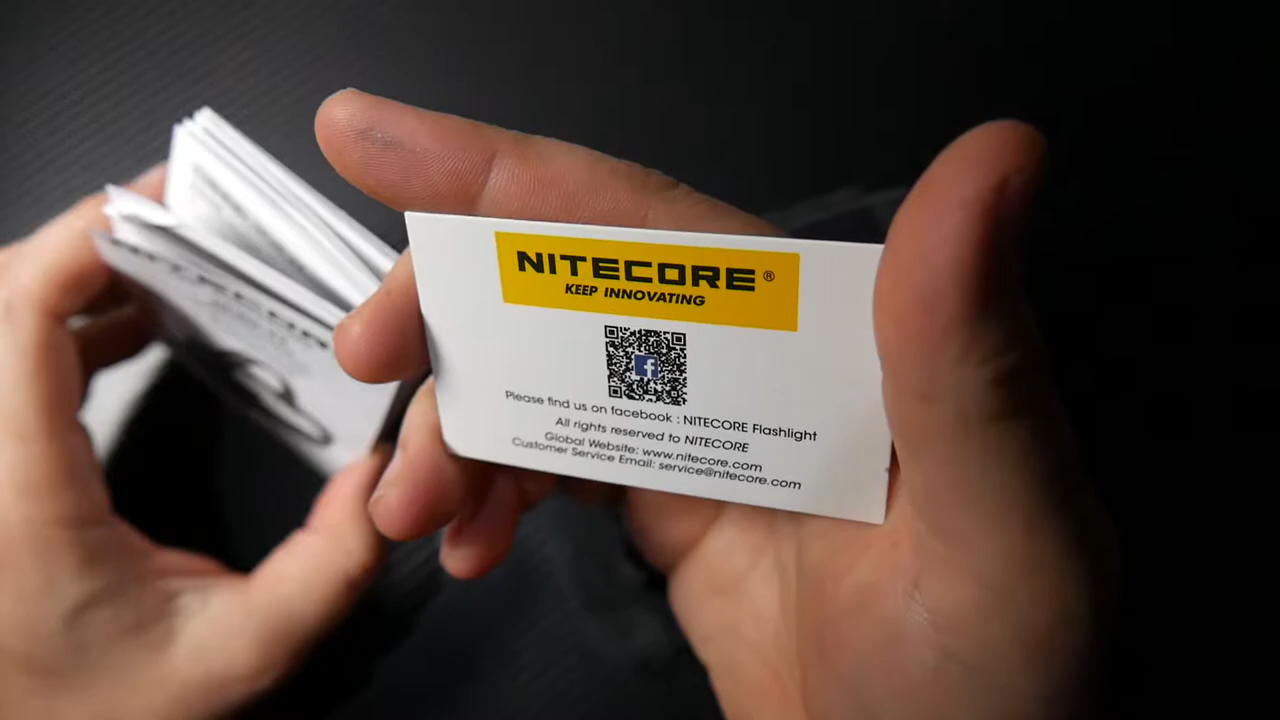 NITECORE®
KEEP INNOVATING
Please find us on facebook : NITECORE Flashlight
All rights reserved to NITECORE
Global Website: www.nitecore.com
Customer Service Email: service@nitecore.com